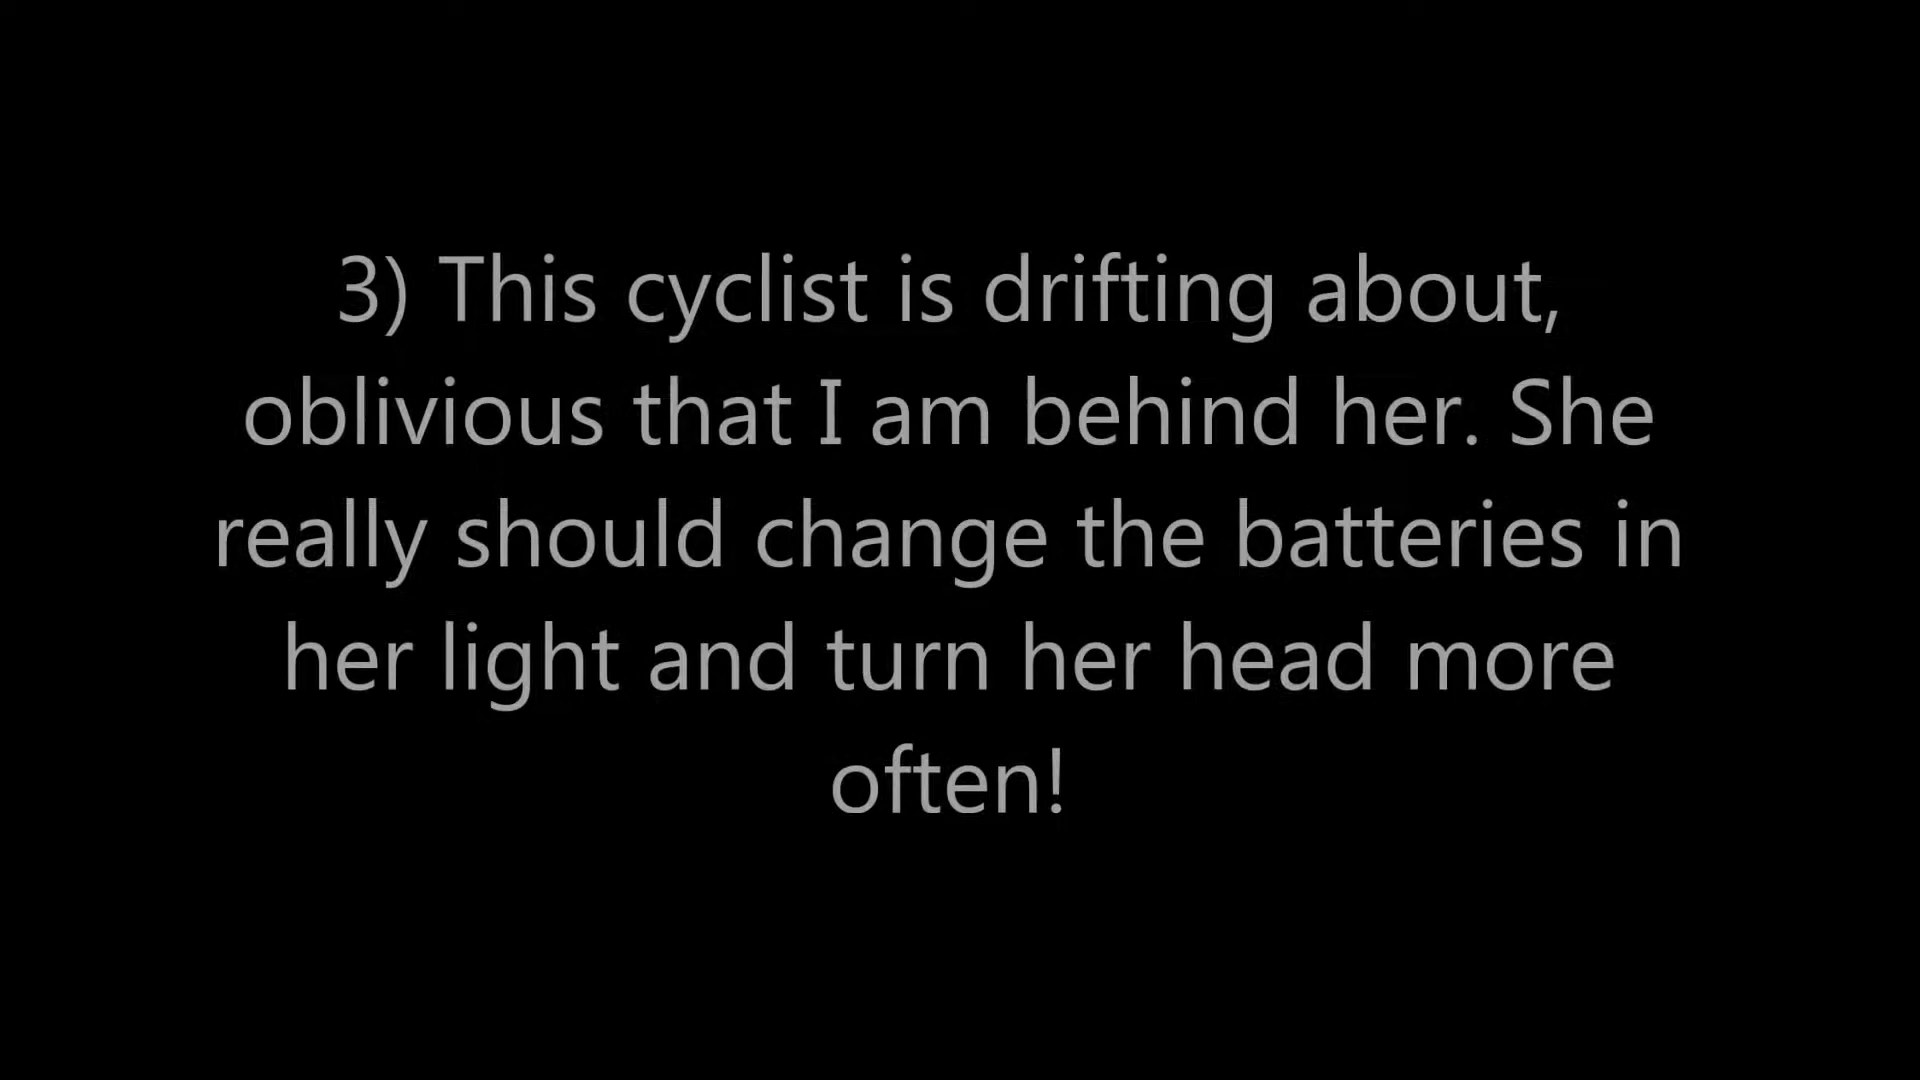 3) This cyclist is drifting about,
oblivious that I am behind her. She
really should change the batteries in
her light and turn her head more
often!